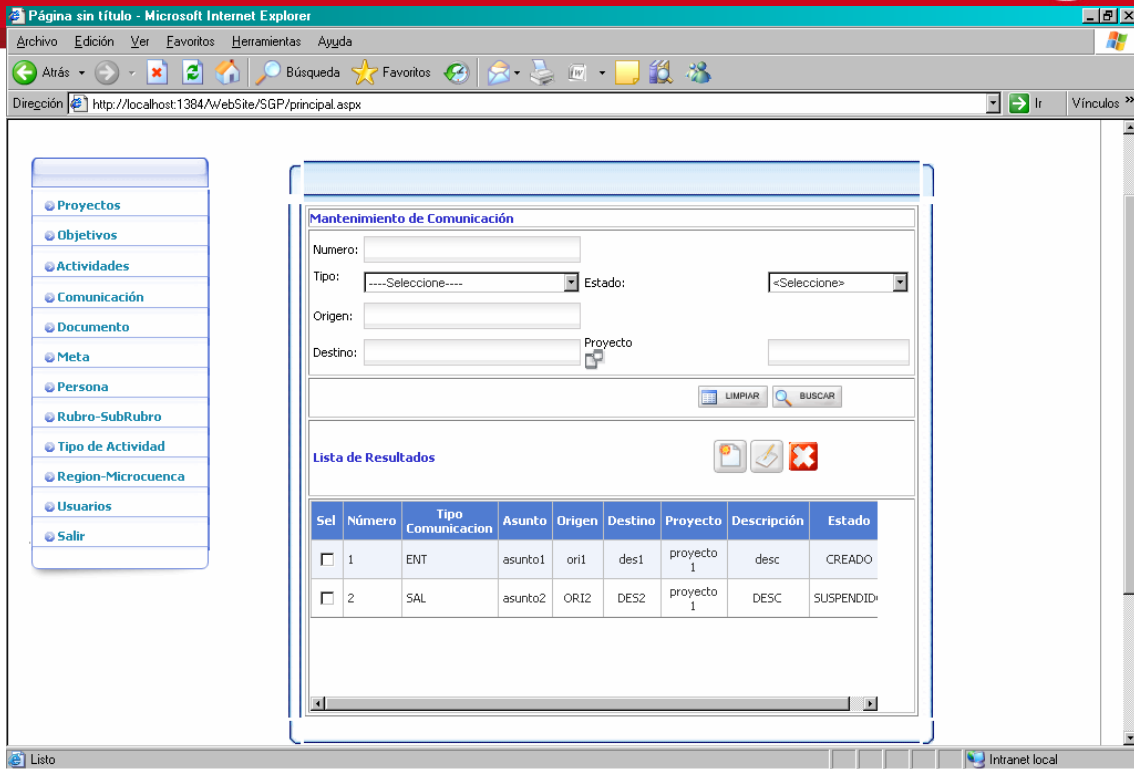 Página sin título - Microsoft Internet Explorer
Archivo Edición Ver Favoritos Herramientas Ayuda
Atrás Búsqueda Favoritos
Dirección http://localhost:1384/WebSite/SGP/principal.aspx Ir Vínculos »
Proyectos
Objetivos
Actividades
Comunicación
Documento
Meta
Persona
Rubro-SubRubro
Tipo de Actividad
Region-Microcuenca
Usuarios
Salir
Mantenimiento de Comunicación
Numero:
Tipo: ----Seleccione---- Estado: <Seleccione>
Origen:
Destino: Proyecto
LIMPIAR BUSCAR
Lista de Resultados
Sel Número Tipo Comunicacion Asunto Origen Destino Proyecto Descripción Estado
1 ENT asunto1 ori1 des1 proyecto 1 desc CREADO
2 SAL asunto2 ORI2 DES2 proyecto 1 DESC SUSPENDID
Listo Intranet local